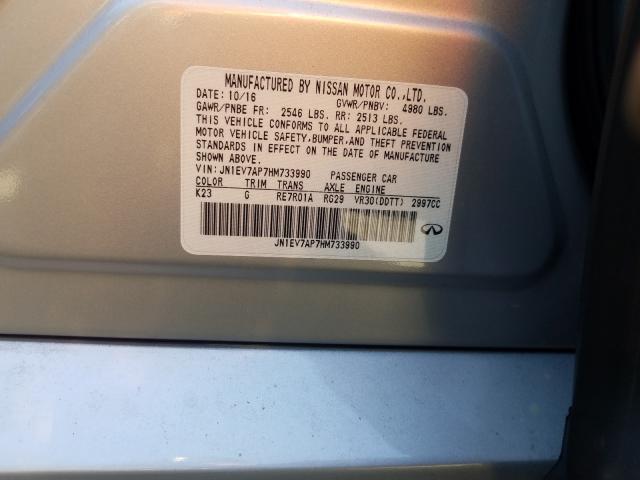 MANUFACTURED BY NISSAN MOTOR CO.,LTD.
DATE: 10/16 GVWR/PNBV: 4980 LBS.
GAWR/PNBE FR: 2546 LBS. RR: 2513 LBS.
THIS VEHICLE CONFORMS TO ALL APPLICABLE FEDERAL
MOTOR VEHICLE SAFETY,BUMPER,AND THEFT PREVENTION
STANDARDS IN EFFECT ON THE DATE OF MANUFACTURE
SHOWN ABOVE.
VIN:JN1EV7AP7HM733990 PASSENGER CAR
COLOR TRIM TRANS AXLE ENGINE
K23 G RE7R01A RG29 VR30(DDTT) 2997CC
JN1EV7AP7HM733990